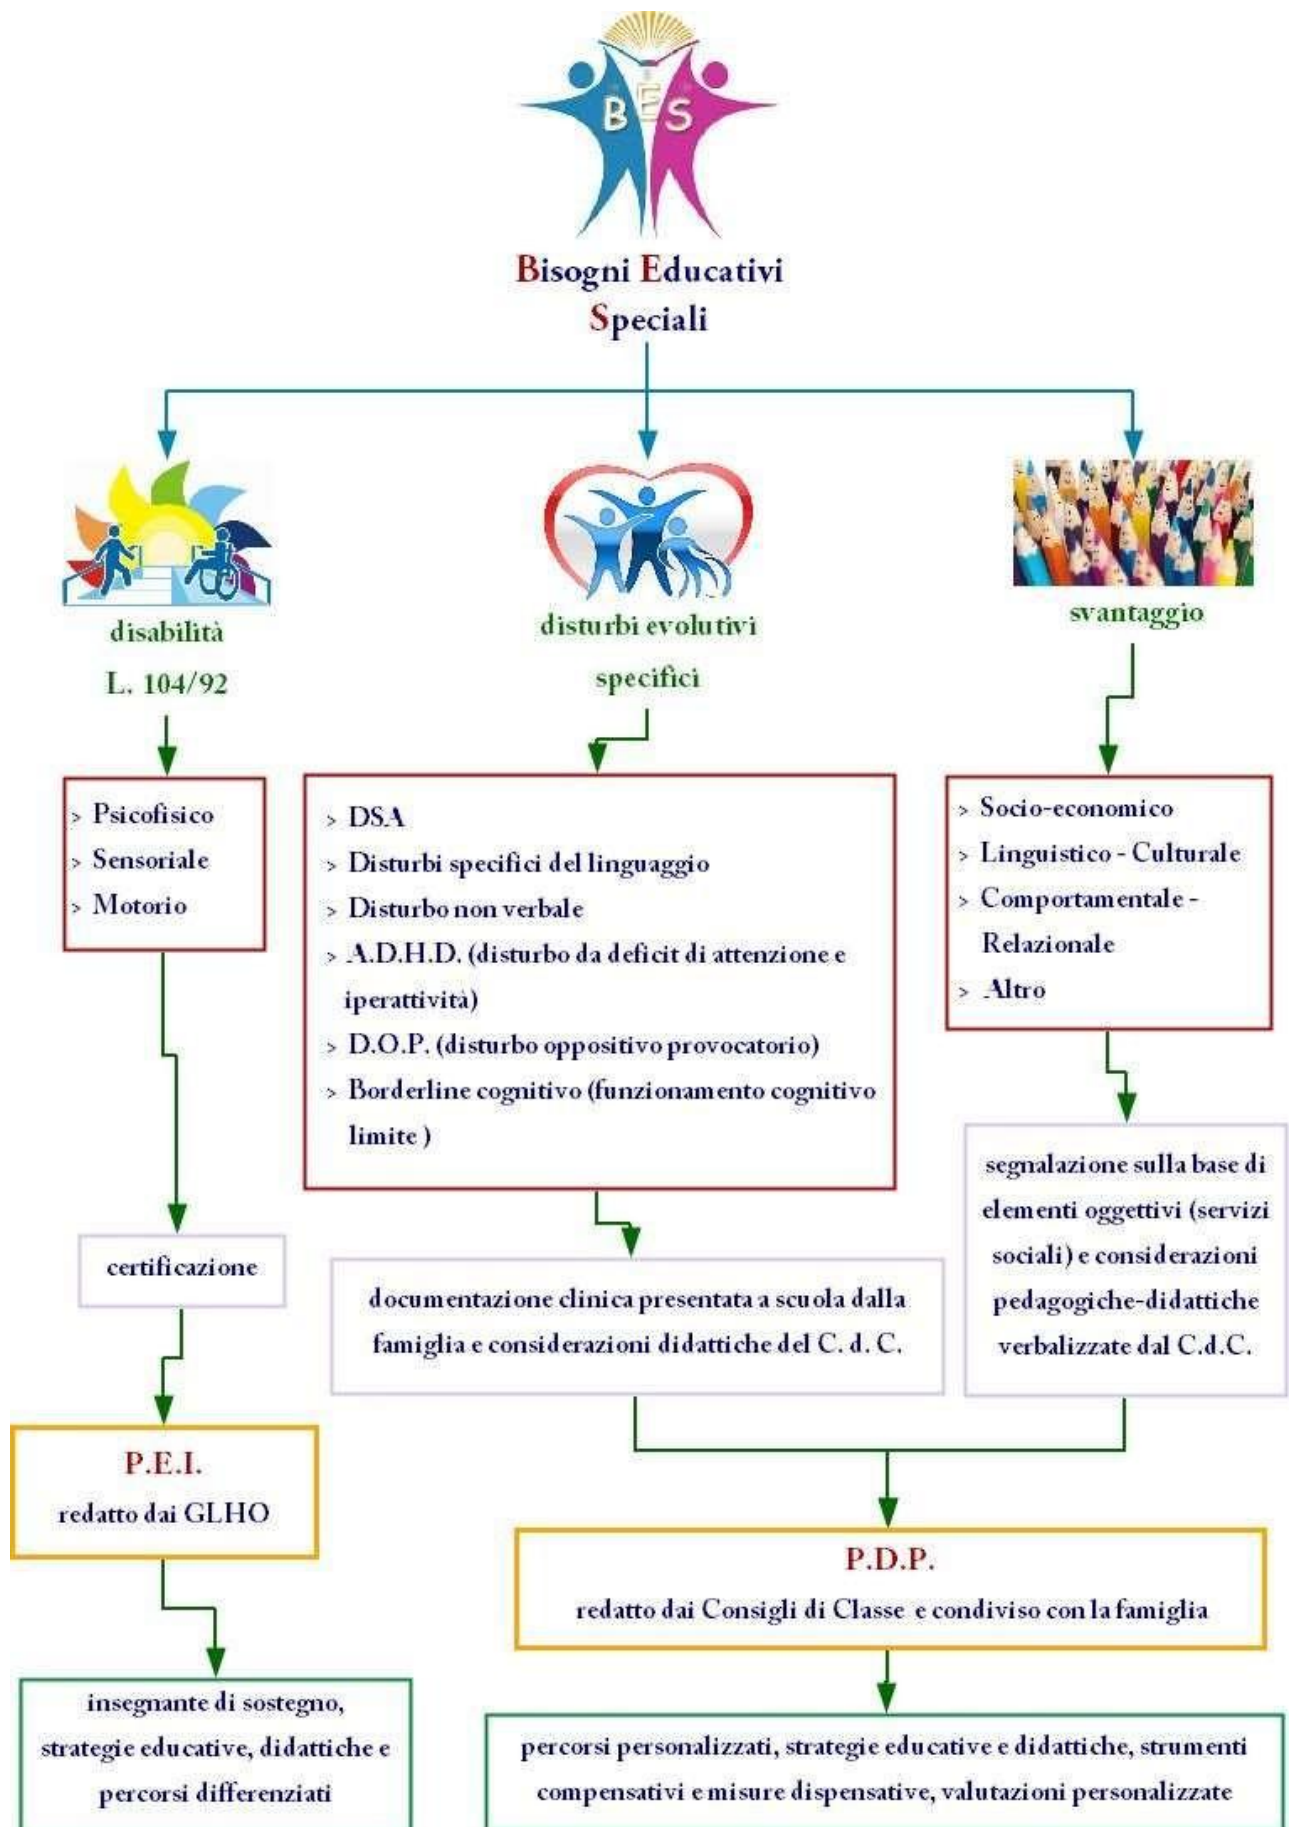 BES
Bisogni Educativi
Speciali
disabilità
L. 104/92
disturbi evolutivi
specifici
svantaggio
> Psicofisico
> Sensoriale
> Motorio
> DSA
> Disturbi specifici del linguaggio
> Disturbo non verbale
> A.D.H.D. (disturbo da deficit di attenzione e
iperattività)
> D.O.P. (disturbo oppositivo provocatorio)
> Borderline cognitivo (funzionamento cognitivo
limite )
> Socio-economico
> Linguistico - Culturale
> Comportamentale -
Relazionale
> Altro
certificazione
documentazione clinica presentata a scuola dalla
famiglia e considerazioni didattiche del C. d. C.
segnalazione sulla base di
elementi oggettivi (servizi
sociali) e considerazioni
pedagogiche-didattiche
verbalizzate dal C.d.C.
P.E.I.
redatto dai GLHO
P.D.P.
redatto dai Consigli di Classe e condiviso con la famiglia
insegnante di sostegno,
strategie educative, didattiche e
percorsi differenziati
percorsi personalizzati, strategie educative e didattiche, strumenti
compensativi e misure dispensative, valutazioni personalizzate